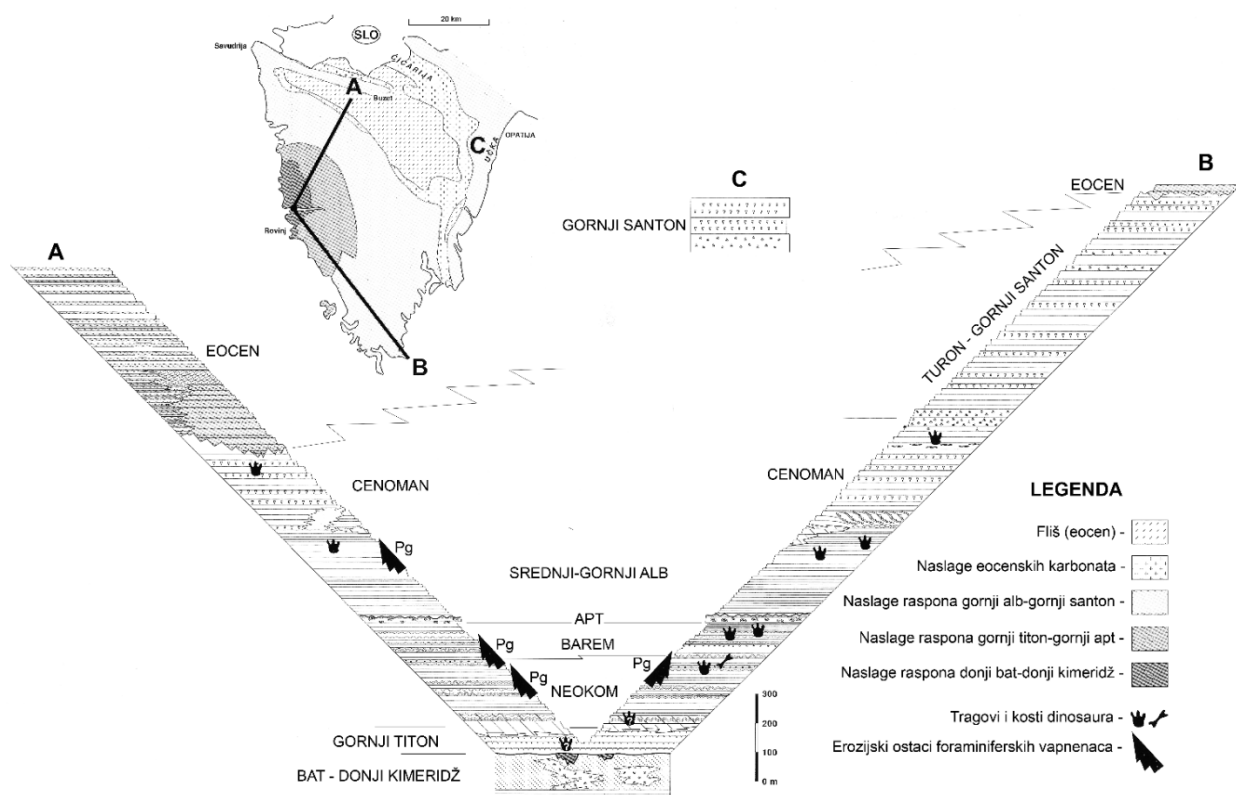 20 km
SLO
Savudrija
ĆIĆARIJA
A
Buzet
C
UČKA
OPATIJA
Rovinj
B
C
GORNJI SANTON
B
EOCEN
A
EOCEN
TURON - GORNJI SANTON
CENOMAN
CENOMAN
Pg
SREDNJI-GORNJI ALB
APT
BAREM
Pg
Pg
Pg
NEOKOM
GORNJI TITON
BAT - DONJI KIMERIDŽ
300
200
100
0 m
LEGENDA
Fliš (eocen) -
Naslage eocenskih karbonata -
Naslage raspona gornji alb-gornji santon -
Naslage raspona gornji titon-gornji apt -
Naslage raspona donji bat-donji kimeridž -
Tragovi i kosti dinosaura -
Erozijski ostaci foraminiferskih vapnenaca -